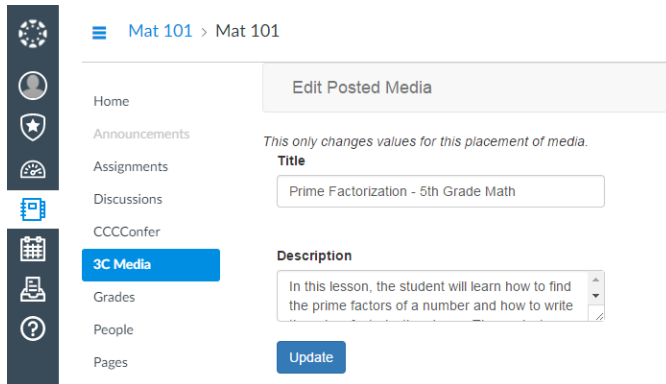 Mat 101 > Mat 101
Home
Announcements
Assignments
Discussions
CCCConfer
3C Media
Grades
People
Pages
Edit Posted Media
This only changes values for this placement of media.
Title
Prime Factorization - 5th Grade Math
Description
In this lesson, the student will learn how to find
the prime factors of a number and how to write
Update